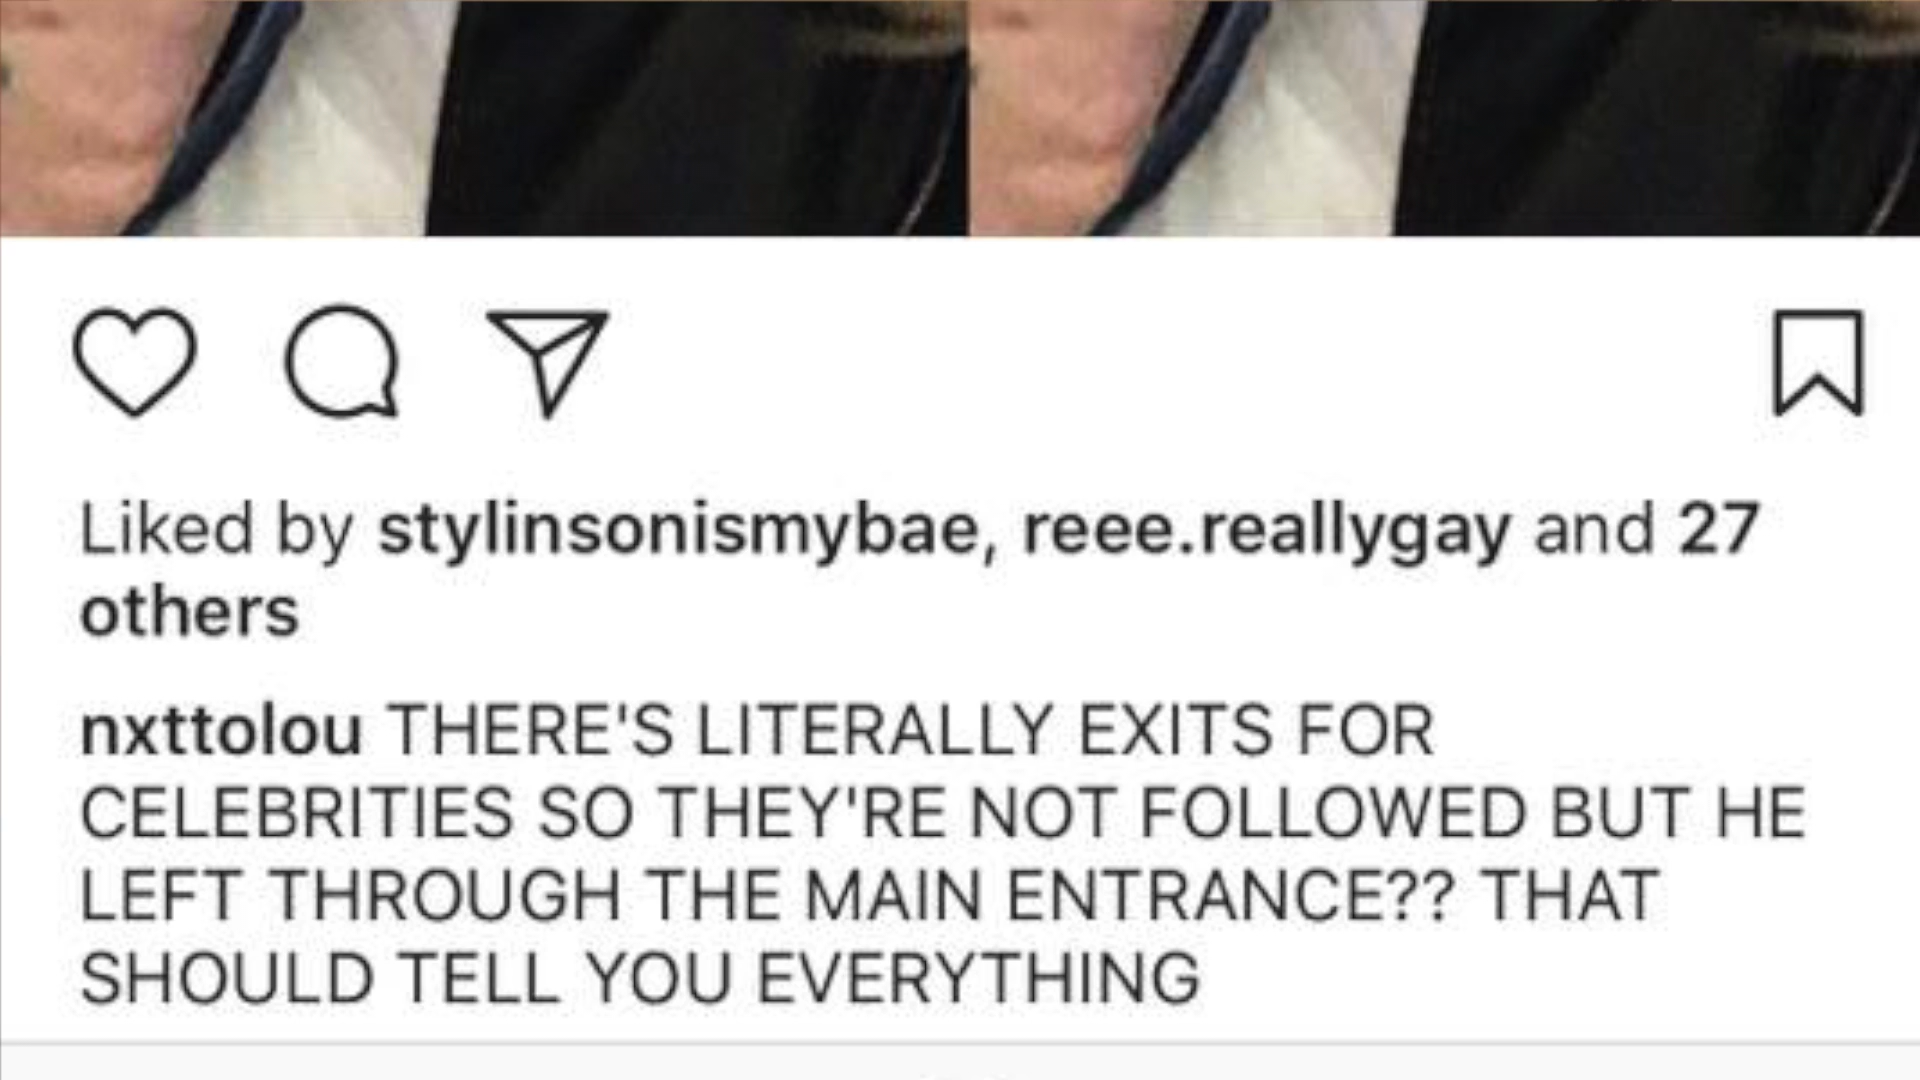 Liked by stylinsonismybae, reee.reallygay and 27
others
nxttolou THERE'S LITERALLY EXITS FOR
CELEBRITIES SO THEY'RE NOT FOLLOWED BUT HE
LEFT THROUGH THE MAIN ENTRANCE?? THAT
SHOULD TELL YOU EVERYTHING